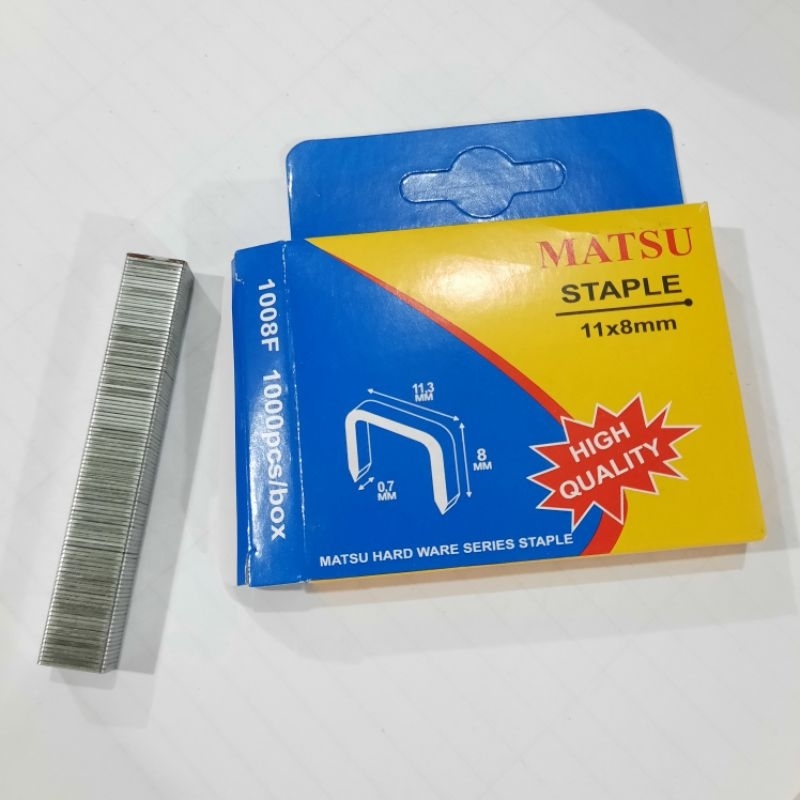 MATSU
STAPLE
11x8mm
1008F 1000pcs/box
11,3
MM
8
MM
0,7
MM
HIGH
QUALITY
MATSU HARD WARE SERIES STAPLE